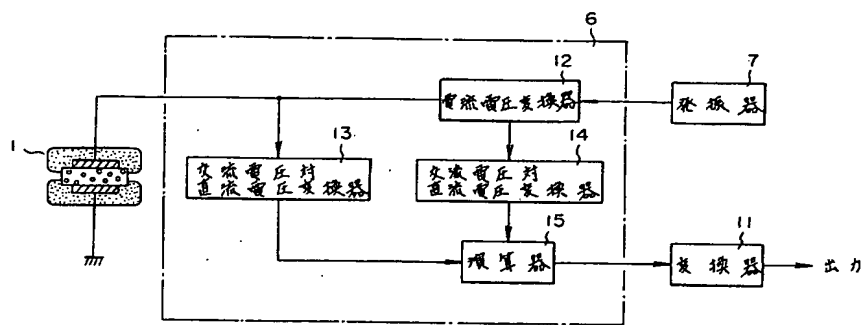 6
12
7
電流電圧変換器
発振器
1
13
14
交流電圧対
直流電圧変換器
交流電圧対
直流電圧変換器
15
11
演算器
変換器
出力